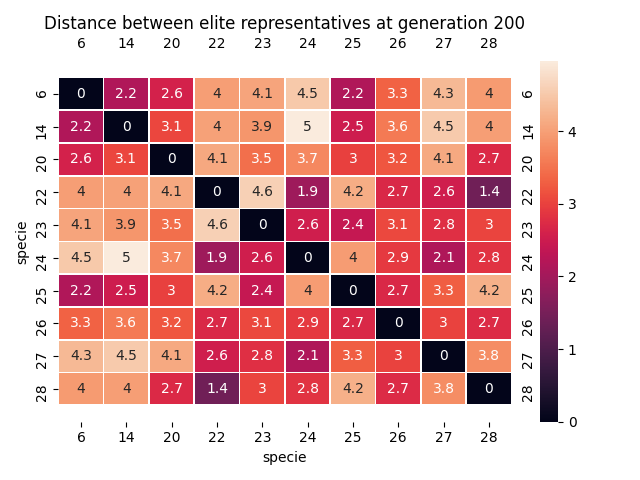 Distance between elite representatives at generation 200
6 14 20 22 23 24 25 26 27 28
6 0 2.2 2.6 4 4.1 4.5 2.2 3.3 4.3 4 6
14 2.2 0 3.1 4 3.9 5 2.5 3.6 4.5 4 14
20 2.6 3.1 0 4.1 3.5 3.7 3 3.2 4.1 2.7 20
22 4 4 4.1 0 4.6 1.9 4.2 2.7 2.6 1.4 22
23 4.1 3.9 3.5 4.6 0 2.6 2.4 3.1 2.8 3 23
24 4.5 5 3.7 1.9 2.6 0 4 2.9 2.1 2.8 24
25 2.2 2.5 3 4.2 2.4 4 0 2.7 3.3 4.2 25
26 3.3 3.6 3.2 2.7 3.1 2.9 2.7 0 3 2.7 26
27 4.3 4.5 4.1 2.6 2.8 2.1 3.3 3 0 3.8 27
28 4 4 2.7 1.4 3 2.8 4.2 2.7 3.8 0 28
6 14 20 22 23 24 25 26 27 28
specie
specie
4
3
2
1
0